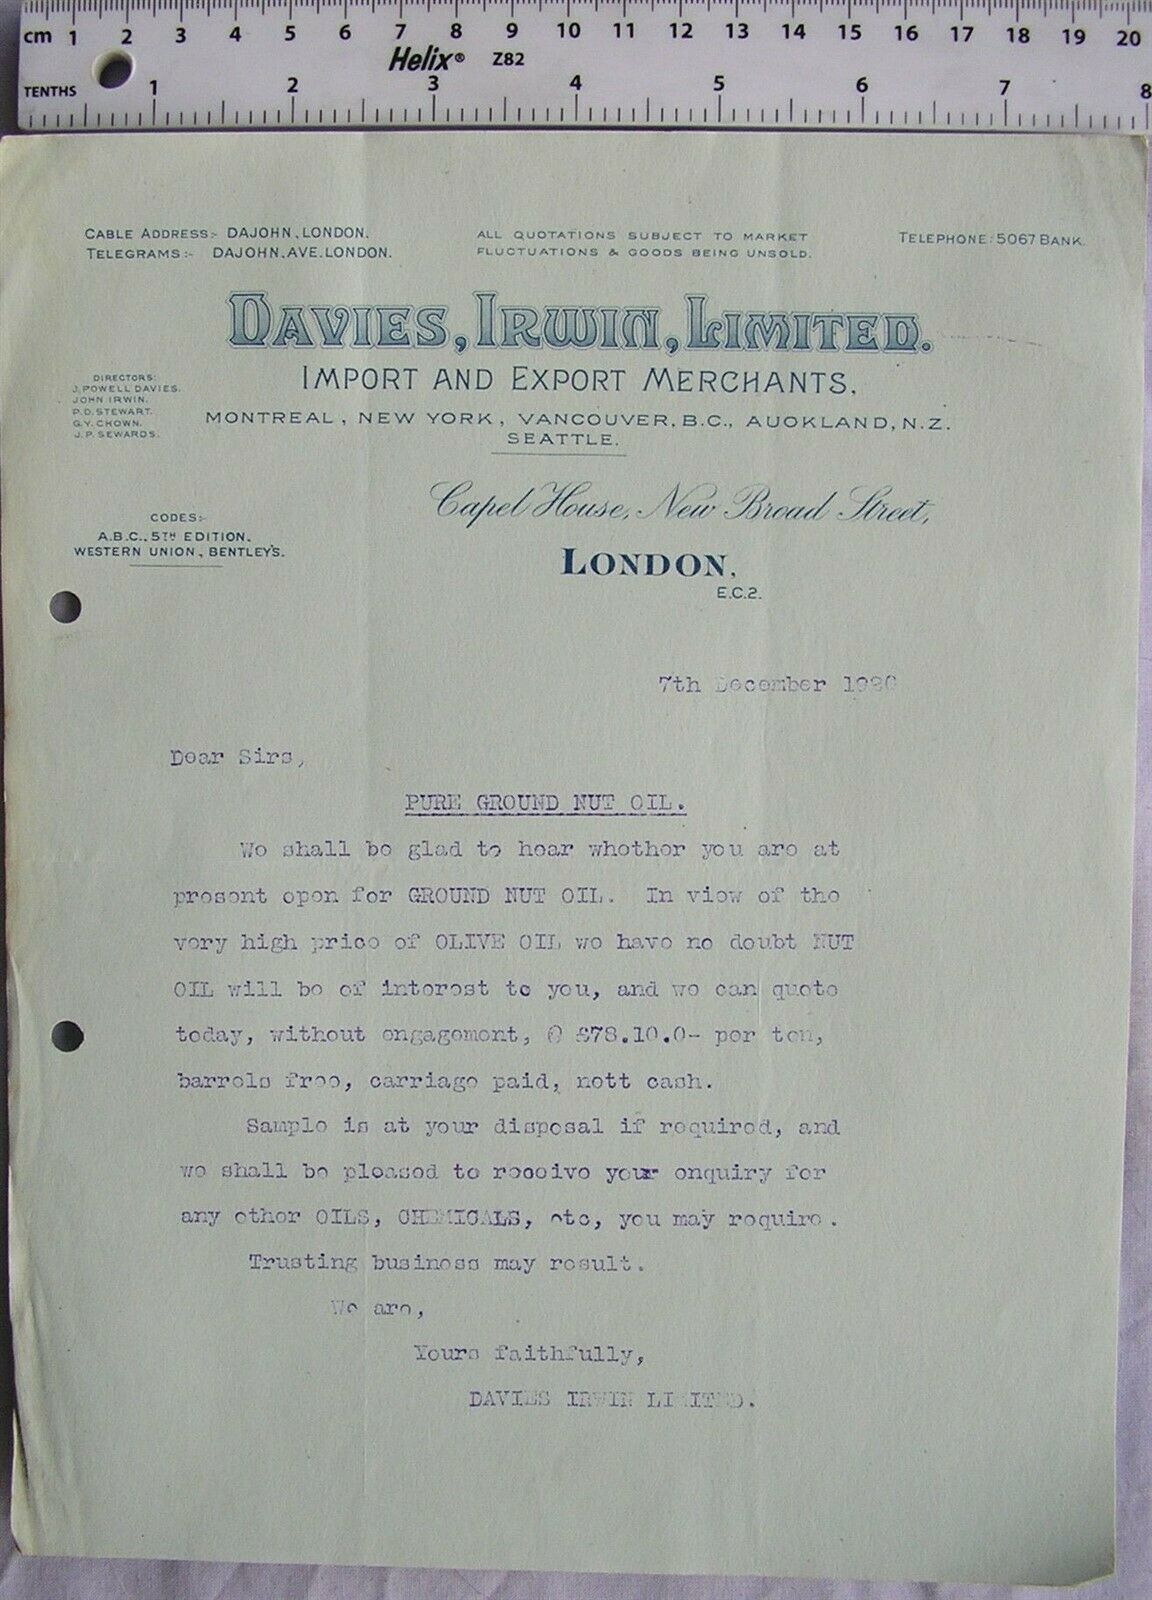 cm 1 2 3 4 5 6 7 8 9 10 11 12 13 14 15 16 17 18 19 20
Helix® Z82
TENTHS 1 2 3 4 5 6 7 8
CABLE ADDRESS:- DAJOHN, LONDON.
TELEGRAMS:- DAJOHN, AVE. LONDON.
ALL QUOTATIONS SUBJECT TO MARKET
FLUCTUATIONS & GOODS BEING UNSOLD.
TELEPHONE: 5067 BANK.
DAVIES, IRWIN, LIMITED.
IMPORT AND EXPORT MERCHANTS.
DIRECTORS:
J. POWELL DAVIES.
JOHN IRWIN.
P.D. STEWART.
G.Y. CHOWN.
J.P. SEWARDS.
MONTREAL, NEW YORK, VANCOUVER, B.C., AUOKLAND, N.Z.
SEATTLE.
Capel House, New Broad Street,
LONDON,
E.C.2.
CODES:-
A.B.C., 5TH EDITION.
WESTERN UNION, BENTLEY'S.
7th December 1920
Dear Sirs,
PURE GROUND NUT OIL.
We shall be glad to hear whether you are at
present open for GROUND NUT OIL. In view of the
very high price of OLIVE OIL we have no doubt NUT
OIL will be of interest to you, and we can quote
today, without engagement, @ £78.10.0- per ton,
barrels free, carriage paid, nett cash.
Sample is at your disposal if required, and
we shall be pleased to receive your enquiry for
any other OILS, CHEMICALS, etc, you may require.
Trusting business may result.
We are,
Yours faithfully,
DAVIES IRWIN LIMITED.